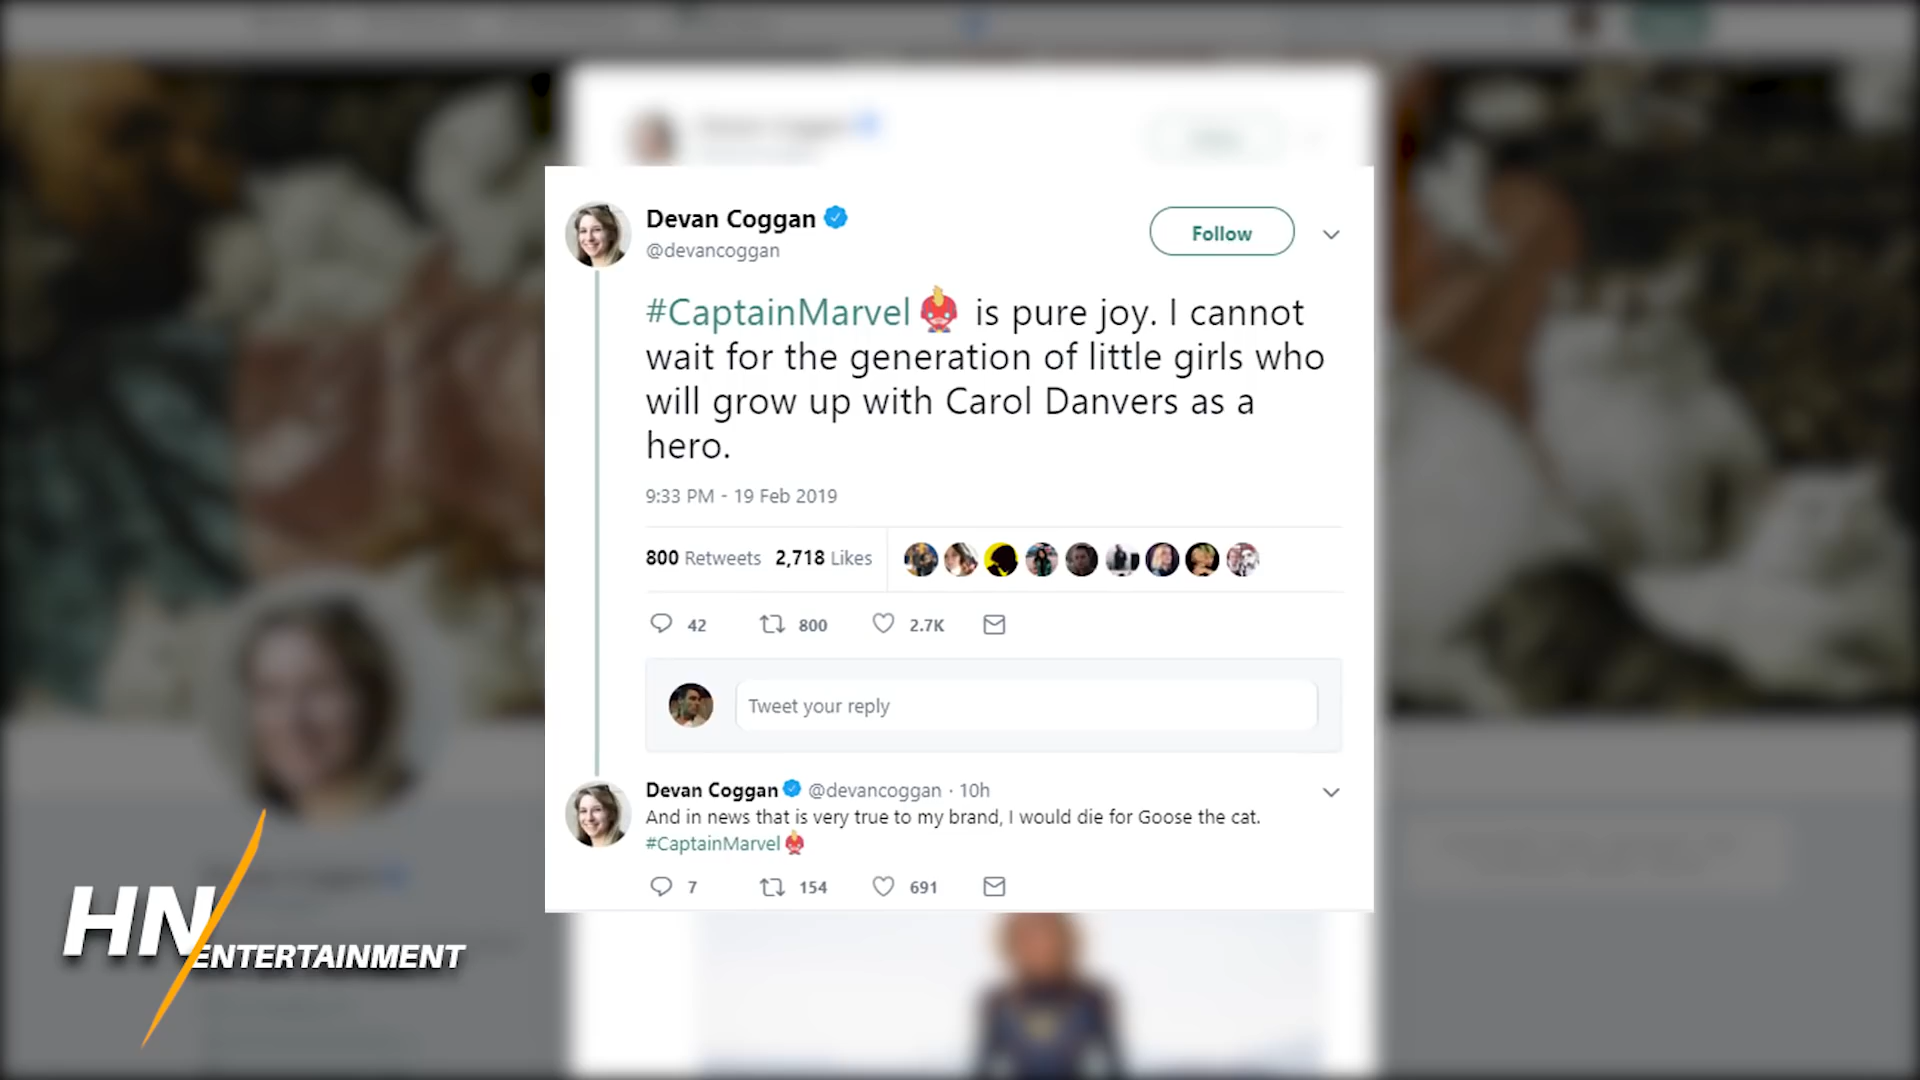 Devan Coggan
@devancoggan
Follow
#CaptainMarvel is pure joy. I cannot
wait for the generation of little girls who
will grow up with Carol Danvers as a
hero.
9:33 PM - 19 Feb 2019
800 Retweets 2,718 Likes
42 800 2.7K
Tweet your reply
Devan Coggan @devancoggan · 10h
And in news that is very true to my brand, I would die for Goose the cat.
#CaptainMarvel
7 154 691
HN
ENTERTAINMENT